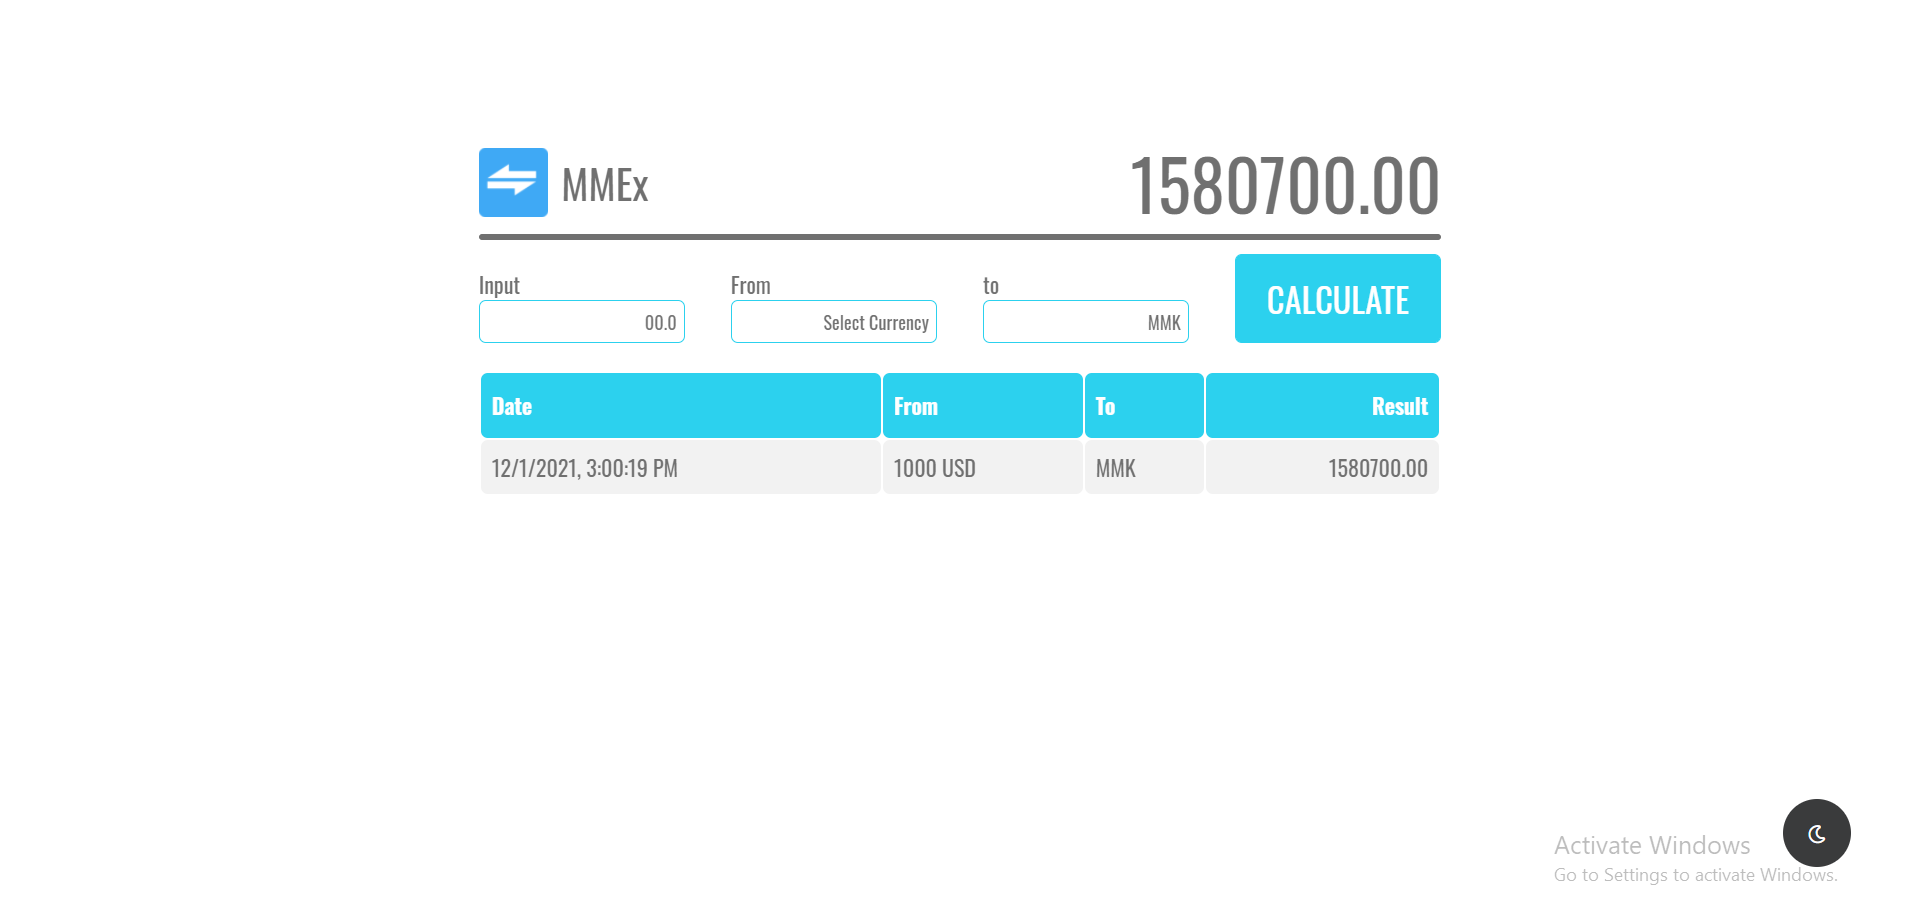 MMEx
1580700.00
Input
From
to
00.0
Select Currency
MMK
CALCULATE
Date From To Result
12/1/2021, 3:00:19 PM 1000 USD MMK 1580700.00
Activate Windows
Go to Settings to activate Windows.